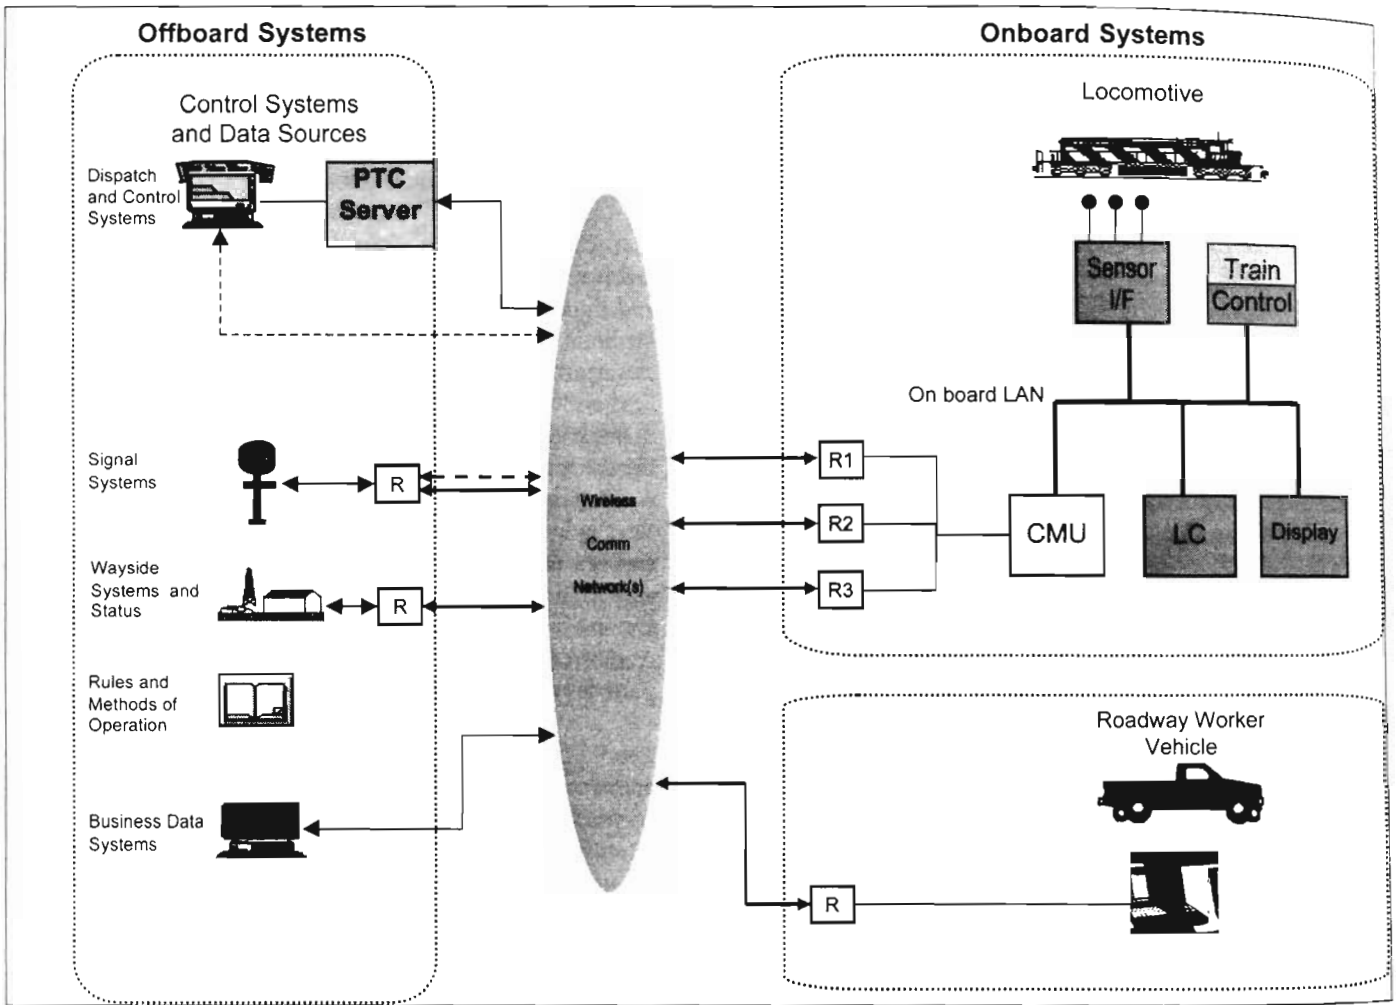 Offboard Systems
Control Systems
and Data Sources
Dispatch
and Control
Systems
PTC
Server
Signal
Systems
R
Wayside
Systems and
Status
R
Rules and
Methods of
Operation
Business Data
Systems
Wireless
Comm
Network(s)
Onboard Systems
Locomotive
Sensor
I/F
Train
Control
On board LAN
R1
R2
R3
CMU
LC
Display
Roadway Worker
Vehicle
R